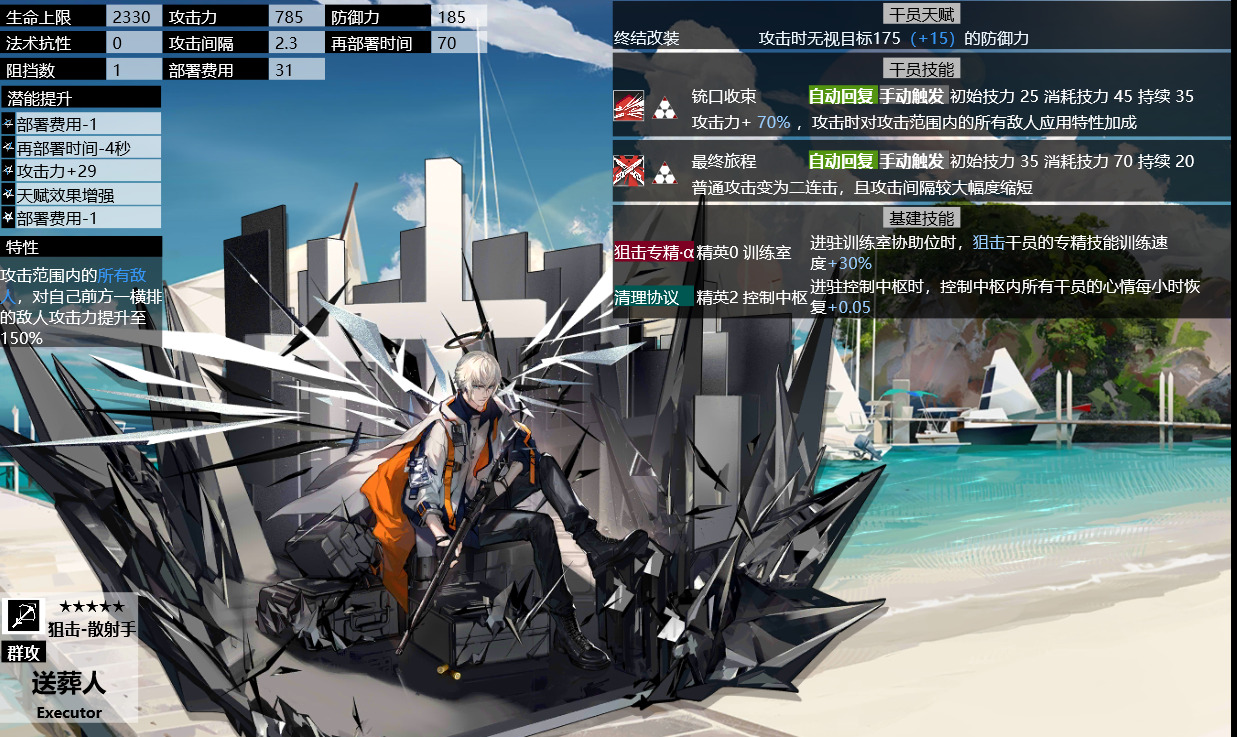 生命上限 2330 攻击力 785 防御力 185
法术抗性 0 攻击间隔 2.3 再部署时间 70
阻挡数 1 部署费用 31
潜能提升
部署费用-1
再部署时间-4秒
攻击力+29
天赋效果增强
部署费用-1
特性
攻击范围内的所有敌
人，对自己前方一横排
的敌人攻击力提升至
150%
★★★★★
狙击-散射手
群攻
送葬人
Executor
干员天赋
终结改装 攻击时无视目标175（+15）的防御力
干员技能
铳口收束 自动回复 手动触发 初始技力 25 消耗技力 45 持续 35
攻击力+ 70% ，攻击时对攻击范围内的所有敌人应用特性加成
最终旅程 自动回复 手动触发 初始技力 35 消耗技力 70 持续 20
普通攻击变为二连击，且攻击间隔较大幅度缩短
基建技能
狙击专精·α 精英0 训练室 进驻训练室协助位时，狙击干员的专精技能训练速
度+30%
清理协议 精英2 控制中枢 进驻控制中枢时，控制中枢内所有干员的心情每小时恢
复+0.05